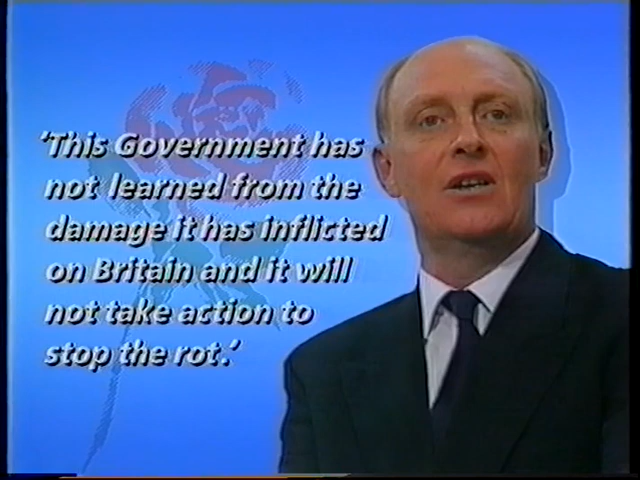 ‘This Government has
not learned from the
damage it has inflicted
on Britain and it will
not take action to
stop the rot.’